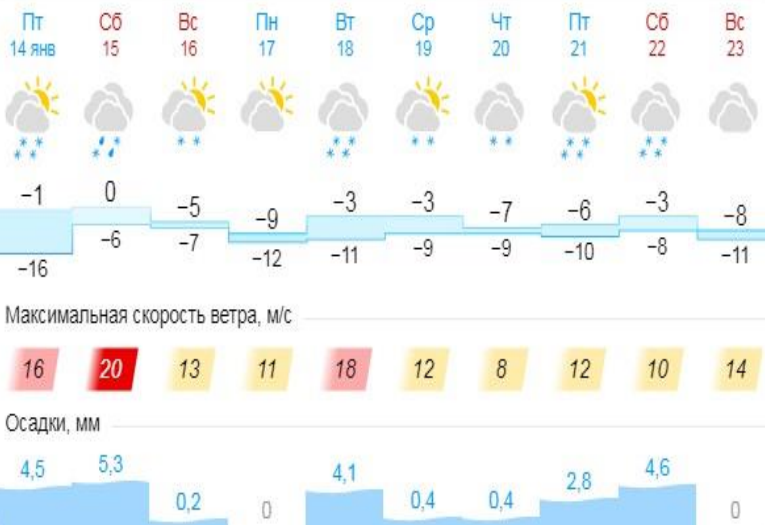 Пт Сб Вс Пн Вт Ср Чт Пт Сб Вс
14 янв 15 16 17 18 19 20 21 22 23
−1 0 −5 −9 −3 −3 −7 −6 −3 −8
−16 −6 −7 −12 −11 −9 −9 −10 −8 −11
Максимальная скорость ветра, м/с
16 20 13 11 18 12 8 12 10 14
Осадки, мм
4,5 5,3 0,2 0 4,1 0,4 0,4 2,8 4,6 0